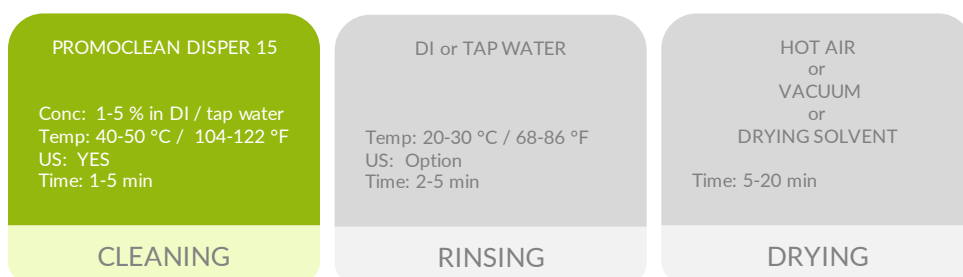 PROMOCLEAN DISPER 15
Conc: 1-5 % in DI / tap water
Temp: 40-50 °C / 104-122 °F
US: YES
Time: 1-5 min
CLEANING
DI or TAP WATER
Temp: 20-30 °C / 68-86 °F
US: Option
Time: 2-5 min
RINSING
HOT AIR
or
VACUUM
or
DRYING SOLVENT
Time: 5-20 min
DRYING